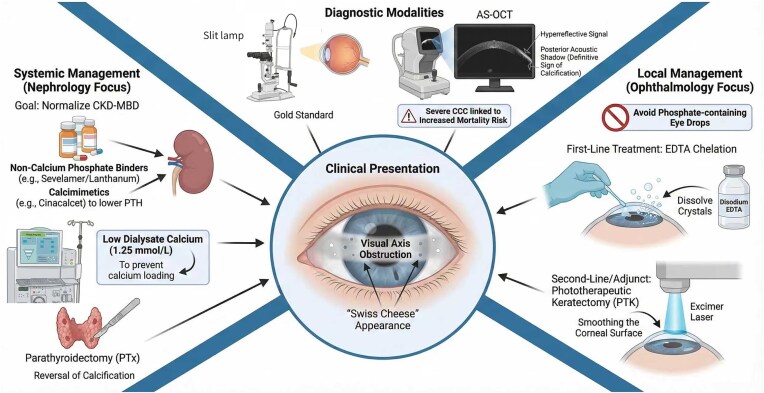 Diagnostic Modalities
Slit lamp
AS-OCT
Hyperreflective Signal
Posterior Acoustic
Shadow (Definitive
Sign of Calcification)
Gold Standard
Severe CCC linked to
Increased Mortality Risk
Systemic Management
(Nephrology Focus)
Goal: Normalize CKD-MBD
Non-Calcium Phosphate Binders
(e.g., Sevelamer/Lanthanum)
Calcimimetics
(e.g., Cinacalcet) to lower PTH
Low Dialysate Calcium
(1.25 mmol/L)
To prevent
calcium loading
Parathyroidectomy (PTx)
Reversal of Calcification
Clinical Presentation
Visual Axis
Obstruction
“Swiss Cheese”
Appearance
Local Management
(Ophthalmology Focus)
Avoid Phosphate-containing
Eye Drops
First-Line Treatment: EDTA Chelation
Dissolve
Crystals
Disodium
EDTA
Second-Line/Adjunct:
Phototherapeutic
Keratectomy (PTK)
Smoothing the
Corneal Surface
Excimer
Laser